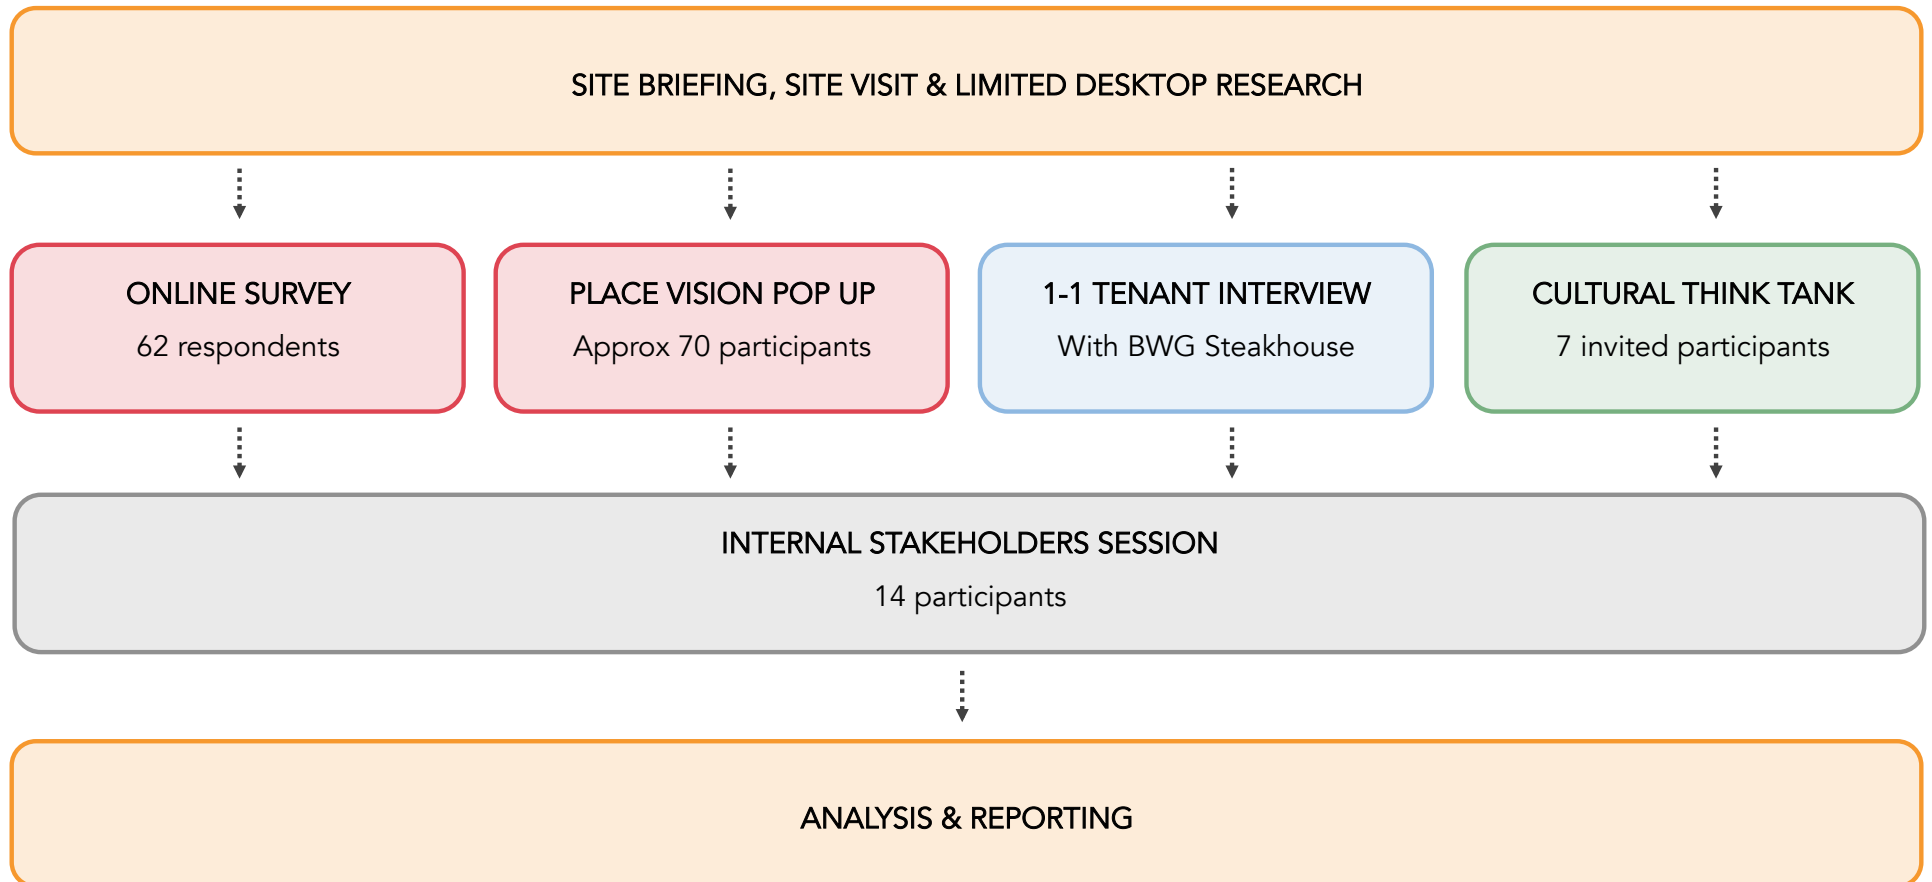 SITE BRIEFING, SITE VISIT & LIMITED DESKTOP RESEARCH
ONLINE SURVEY
62 respondents
PLACE VISION POP UP
Approx 70 participants
1-1 TENANT INTERVIEW
With BWG Steakhouse
CULTURAL THINK TANK
7 invited participants
INTERNAL STAKEHOLDERS SESSION
14 participants
ANALYSIS & REPORTING